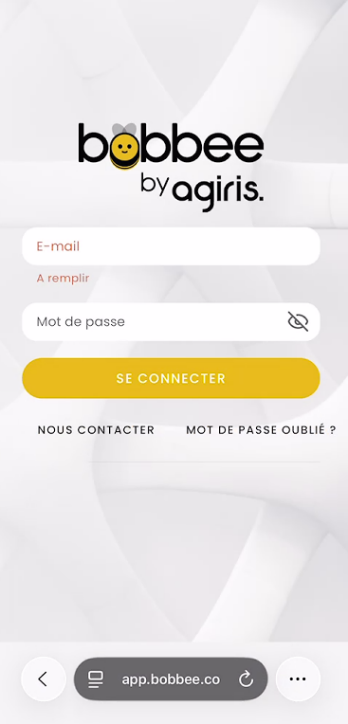 bobbee
by agiris.
E-mail
A remplir
Mot de passe
SE CONNECTER
NOUS CONTACTER MOT DE PASSE OUBLIÉ ?
app.bobbee.co